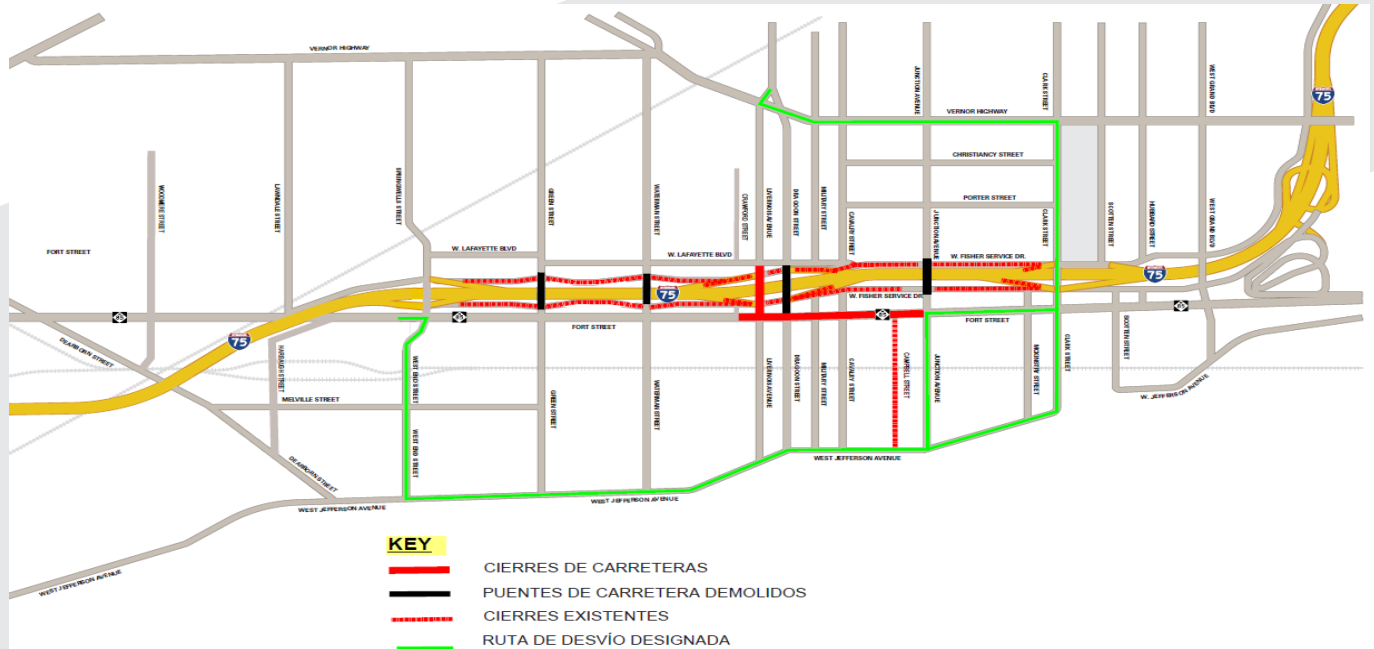 VERNOR HIGHWAY
75
WEST GRAND BLVD
CLARK STREET
JUNCTION AVENUE
VERNOR HIGHWAY
CHRISTIANCY STREET
WOODMERE STREET
LAWNDALE STREET
SPRINGWELLS STREET
GREEN STREET
WATERMAN STREET
CRAWFORD STREET
LIVERNOIS AVENUE
DRAGOON STREET
MILITARY STREET
CAVALRY STREET
PORTER STREET
JUNCTION AVENUE
CLARK STREET
SCOTTEN STREET
HUBBARD STREET
WEST GRAND BLVD
FORT STREET
W. LAFAYETTE BLVD
W. LAFAYETTE BLVD
W. FISHER SERVICE DR.
75
75
W. FISHER SERVICE DR.
85
85
FORT STREET
85
FORT STREET
85
75
DEARBORN STREET
WEST END STREET
GREEN STREET
WATERMAN STREET
LIVERNOIS AVENUE
DRAGOON STREET
MILITARY STREET
CAVALRY STREET
CAMPBELL STREET
JUNCTION AVENUE
CLARK STREET
SCOTTEN STREET
W. JEFFERSON AVENUE
MELVILLE STREET
WEST END STREET
DEARBORN STREET
WEST JEFFERSON AVENUE
WEST JEFFERSON AVENUE
WEST JEFFERSON AVENUE
WEST JEFFERSON AVENUE
KEY
CIERRES DE CARRETERAS
PUENTES DE CARRETERA DEMOLIDOS
CIERRES EXISTENTES
RUTA DE DESVÍO DESIGNADA